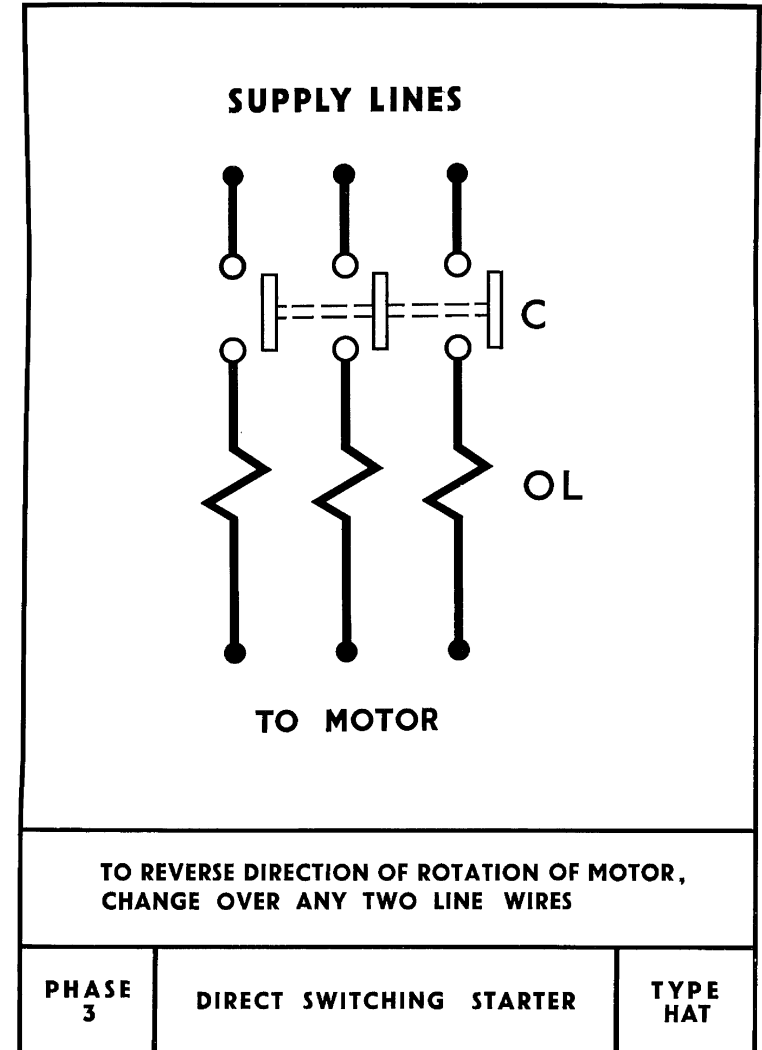 SUPPLY LINES
C
OL
TO MOTOR
TO REVERSE DIRECTION OF ROTATION OF MOTOR,
CHANGE OVER ANY TWO LINE WIRES
PHASE
3
DIRECT SWITCHING STARTER
TYPE
HAT